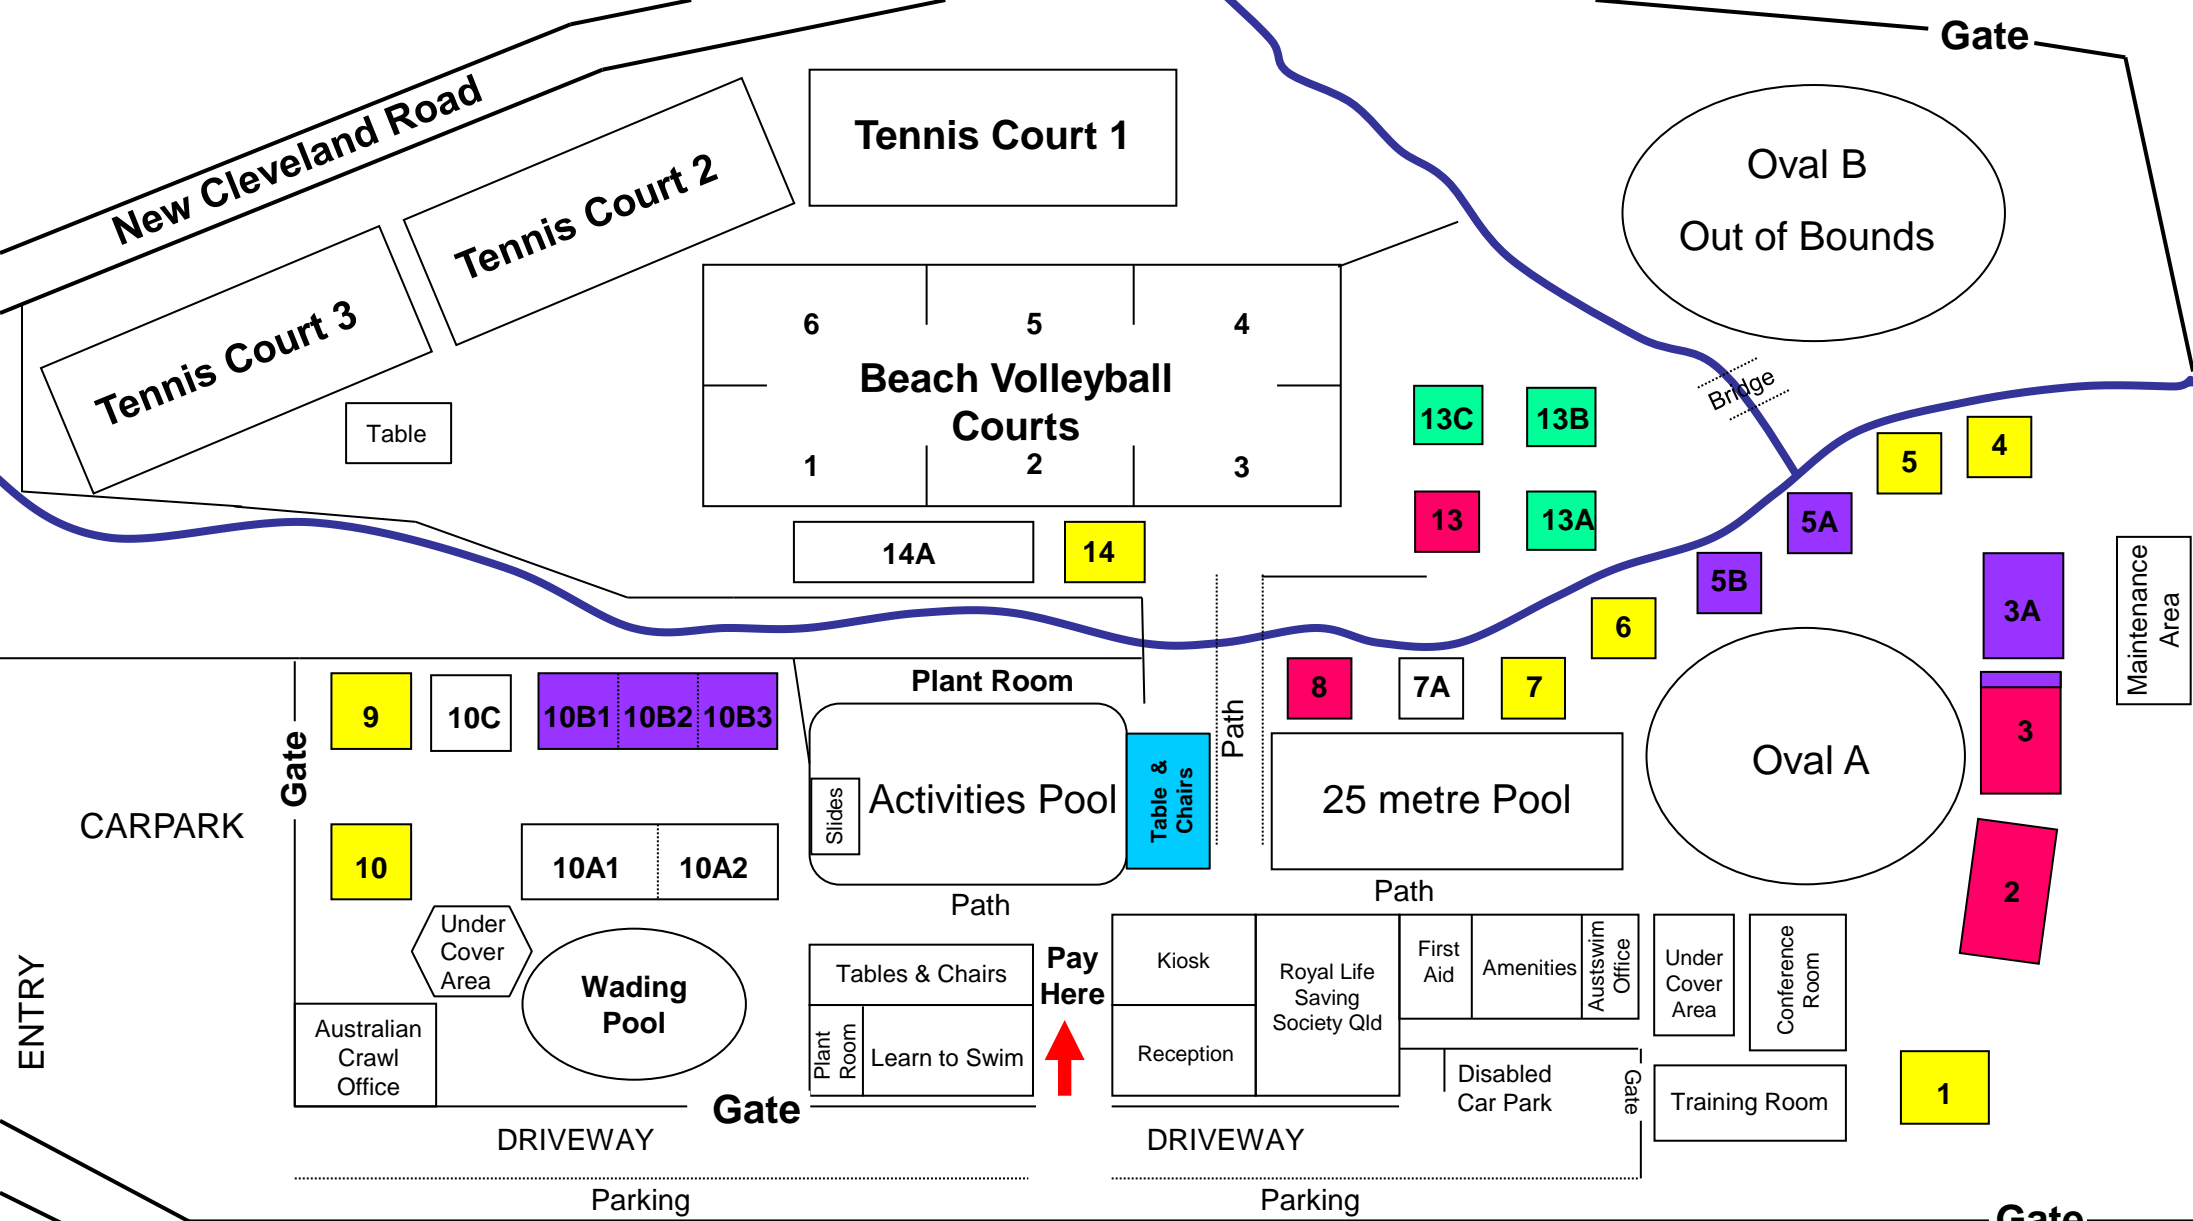 Gate
New Cleveland Road
Tennis Court 1
Tennis Court 2
Tennis Court 3
Oval B
Out of Bounds
6
5
4
Beach Volleyball
Courts
1
2
3
Table
Bridge
13C
13B
13
13A
14A
14
5
4
5A
5B
6
3A
Maintenance
Area
Plant Room
8
7A
7
Path
9
10C
10B1
10B2
10B3
Gate
3
Oval A
Slides
Activities Pool
Table &
Chairs
25 metre Pool
CARPARK
10
10A1
10A2
Path
Path
2
Under
Cover
Area
Wading
Pool
Tables & Chairs
Pay
Here
Kiosk
Royal Life
Saving
Society Qld
First
Aid
Amenities
Austswim
Office
Under
Cover
Area
Conference
Room
ENTRY
Australian
Crawl
Office
Plant
Room
Learn to Swim
Reception
Disabled
Car Park
Gate
Training Room
1
Gate
DRIVEWAY
DRIVEWAY
Parking
Parking
Gate